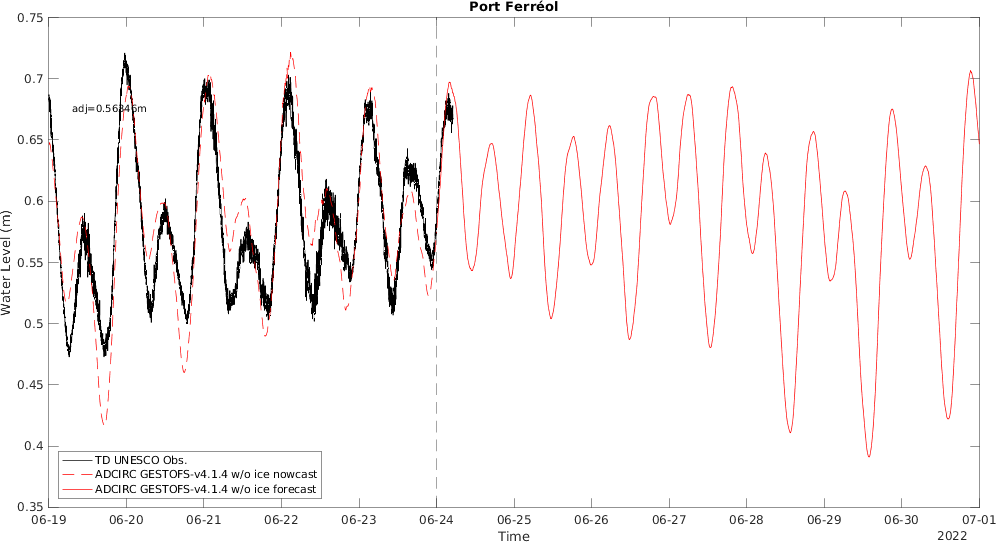 Port Ferréol
0.75
0.7
0.65
0.6
0.55
0.5
0.45
0.4
0.35
Water Level (m)
adj=0.56346m
TD UNESCO Obs.
ADCIRC GESTOFS-v4.1.4 w/o ice nowcast
ADCIRC GESTOFS-v4.1.4 w/o ice forecast
06-19 06-20 06-21 06-22 06-23 06-24 06-25 06-26 06-27 06-28 06-29 06-30 07-01
Time
2022